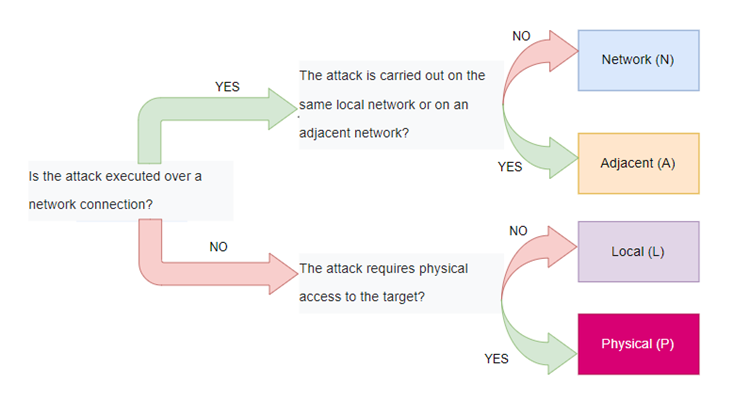 NO
Network (N)
The attack is carried out on the
same local network or on an
adjacent network?
YES
YES
Adjacent (A)
Is the attack executed over a
network connection?
NO
NO
Local (L)
The attack requires physical
access to the target?
YES
Physical (P)